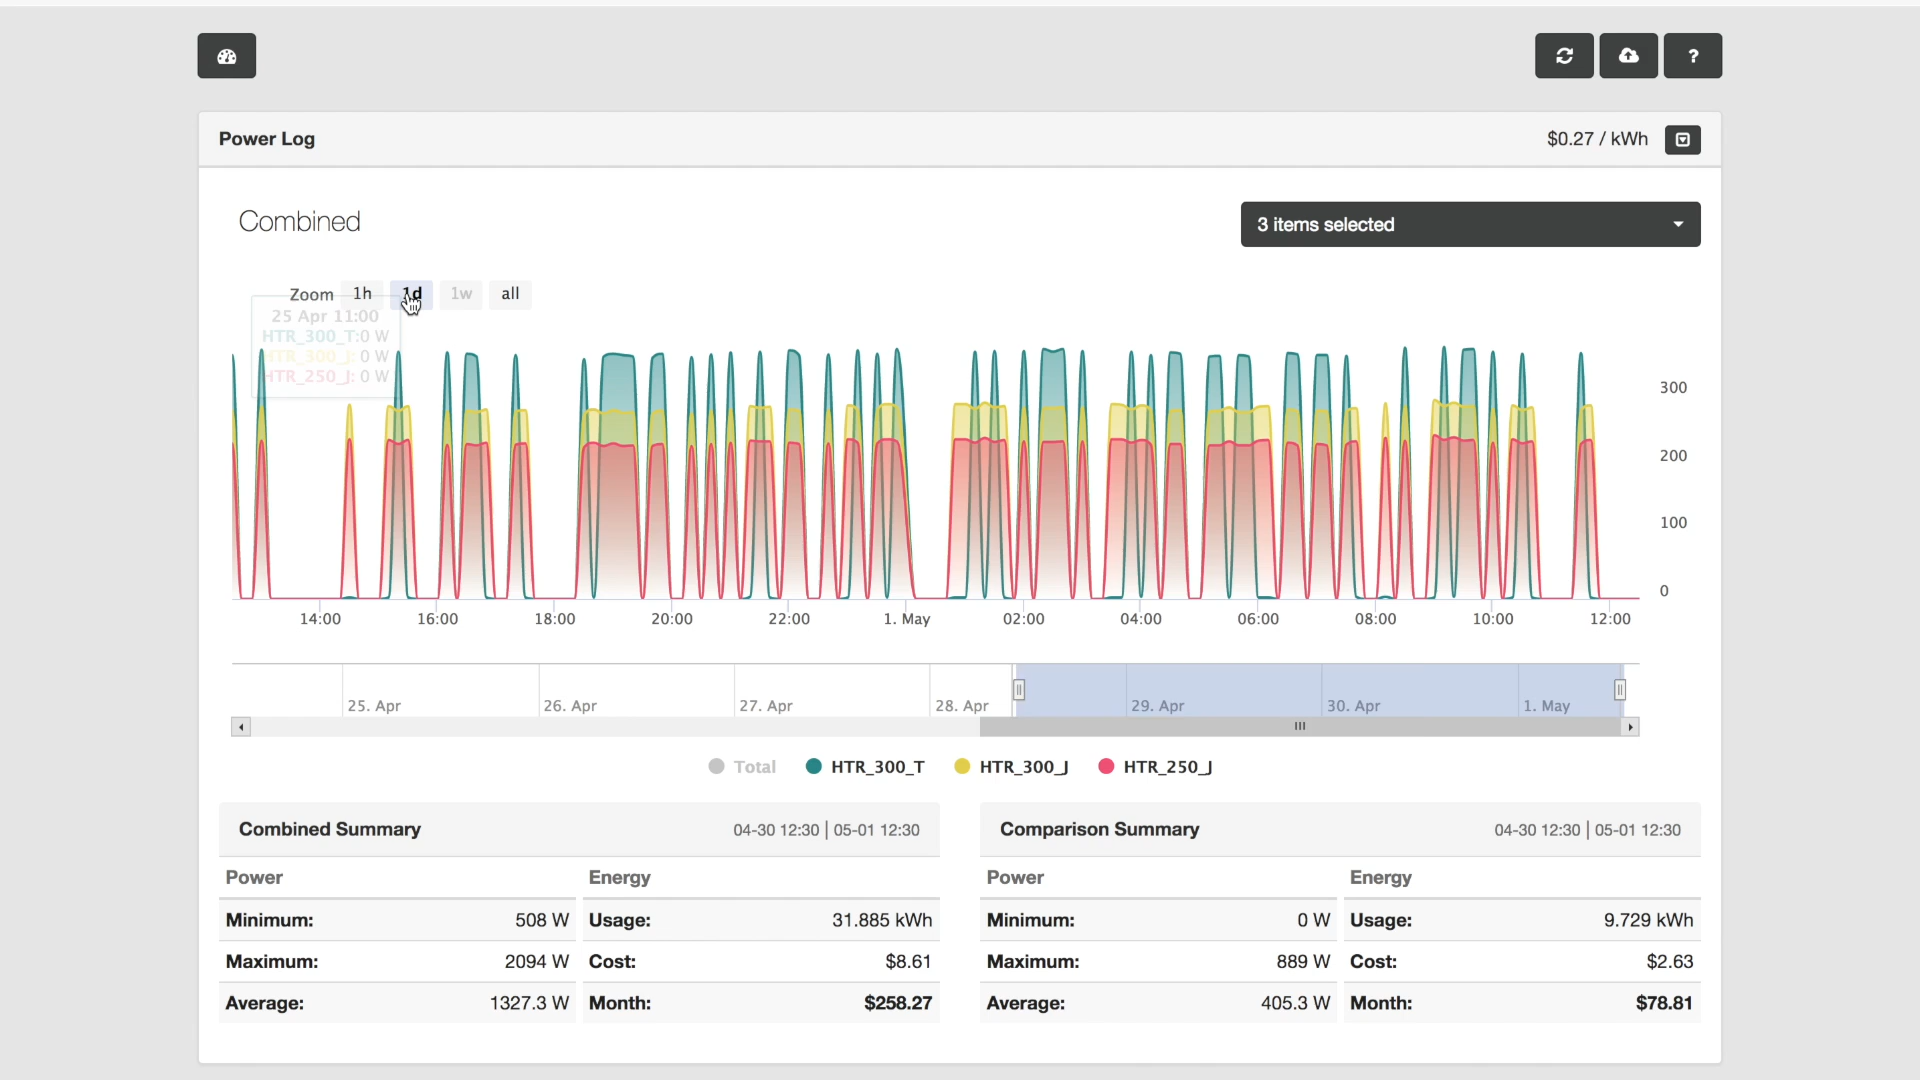 ?
Power Log
$0.27 / kWh
Combined
3 items selected
Zoom 1h 1d 1w all
25 Apr 11:00
HTR_300_T:0 W
HTR_300_J: 0 W
HTR_250_J: 0 W
300
200
100
0
14:00 16:00 18:00 20:00 22:00 1. May 02:00 04:00 06:00 08:00 10:00 12:00
25. Apr 26. Apr 27. Apr 28. Apr 29. Apr 30. Apr 1. May
Total HTR_300_T HTR_300_J HTR_250_J
Combined Summary 04-30 12:30 | 05-01 12:30
Power Energy
Minimum: 508 W Usage: 31.885 kWh
Maximum: 2094 W Cost: $8.61
Average: 1327.3 W Month: $258.27
Comparison Summary 04-30 12:30 | 05-01 12:30
Power Energy
Minimum: 0 W Usage: 9.729 kWh
Maximum: 889 W Cost: $2.63
Average: 405.3 W Month: $78.81